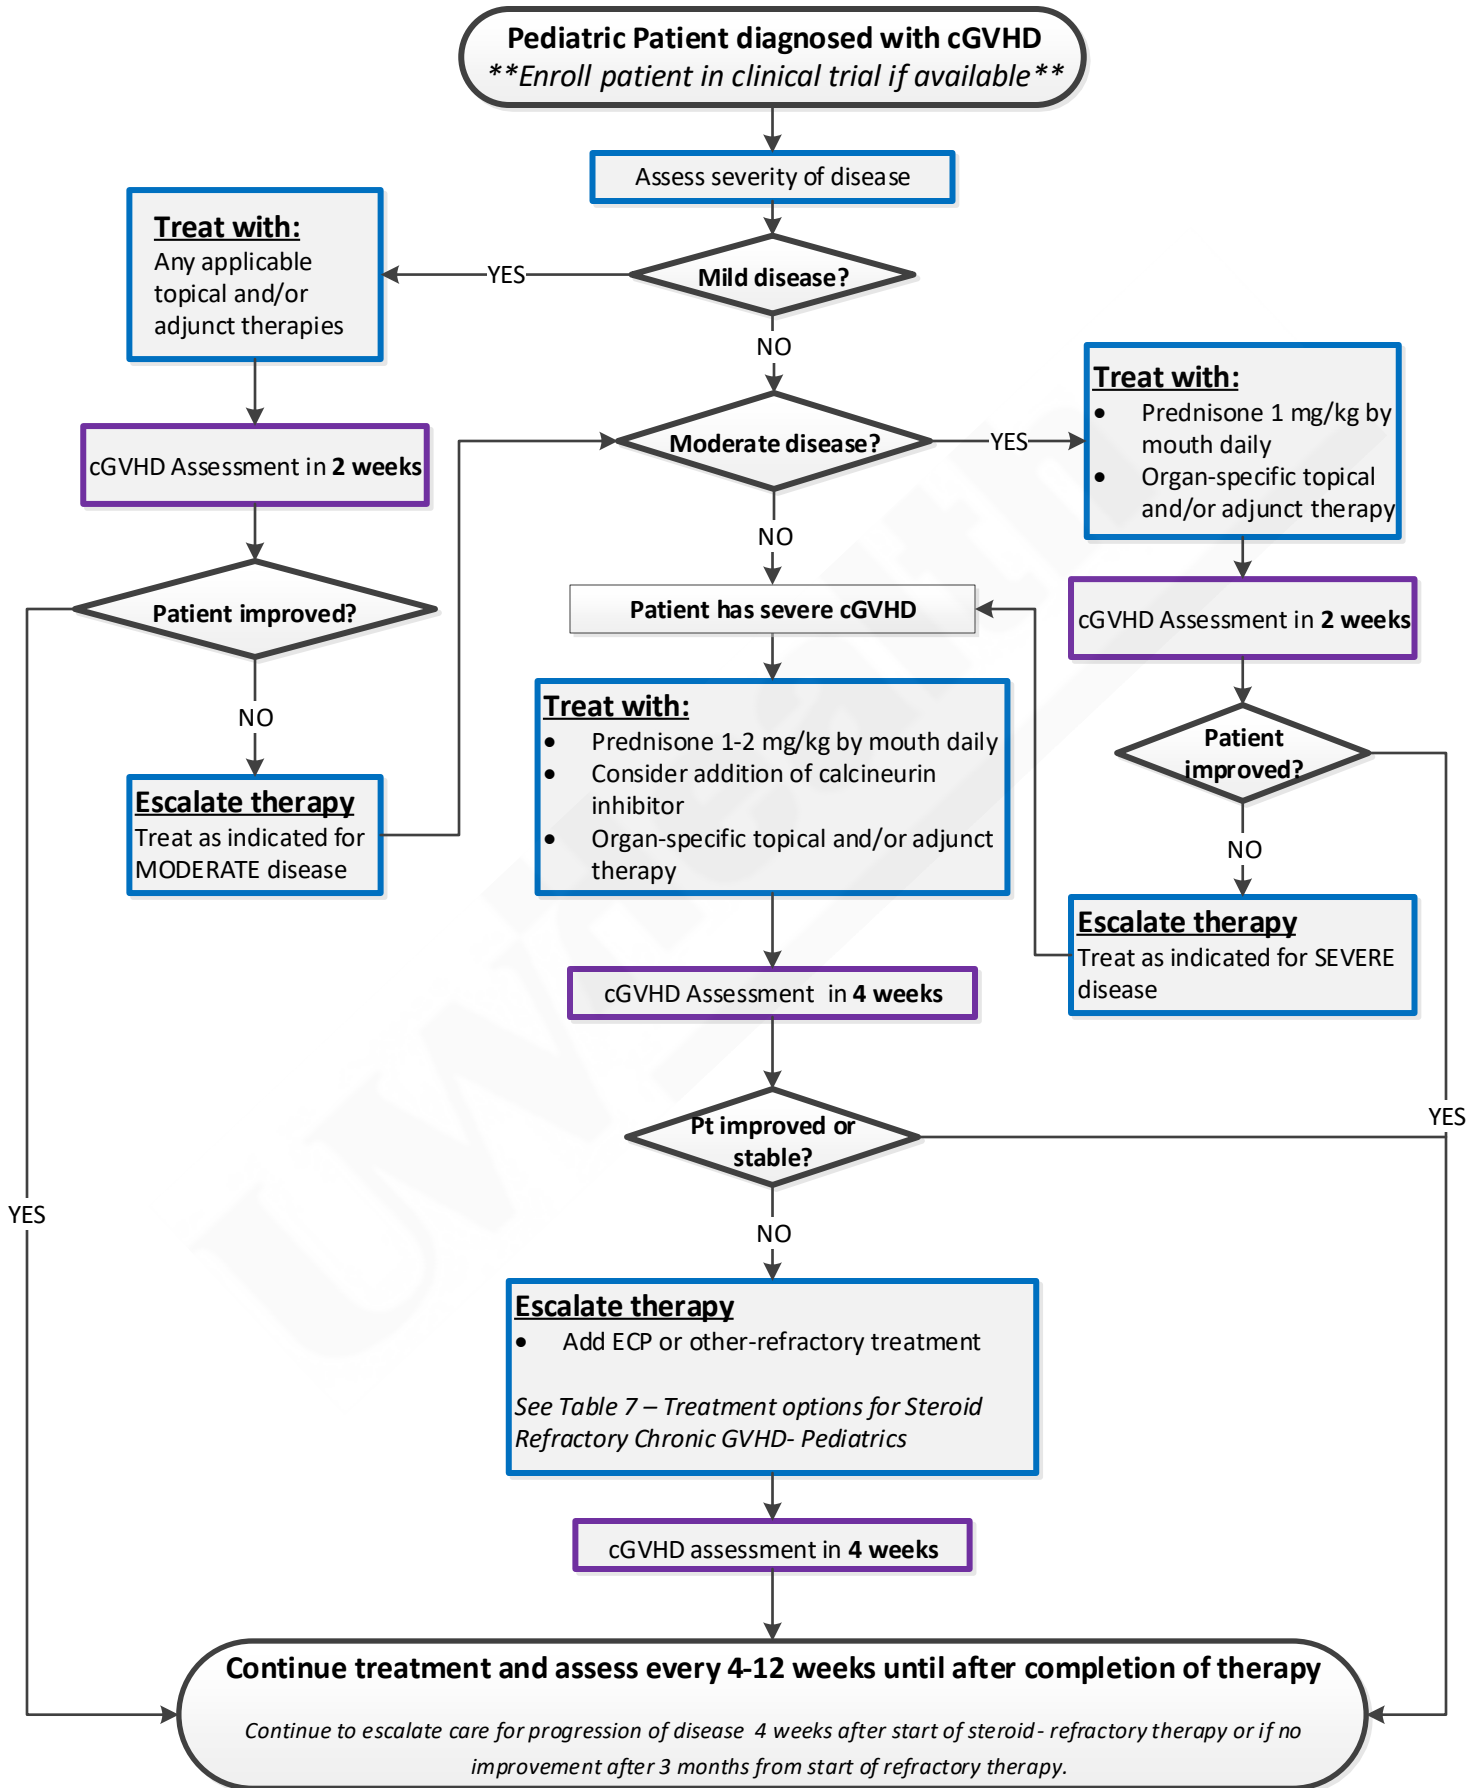 Pediatric Patient diagnosed with cGVHD
**Enroll patient in clinical trial if available**
Assess severity of disease
Mild disease?
YES
Treat with:
Any applicable
topical and/or
adjunct therapies
NO
cGVHD Assessment in 2 weeks
Moderate disease?
YES
Treat with:
• Prednisone 1 mg/kg by
mouth daily
• Organ-specific topical
and/or adjunct therapy
NO
Patient improved?
Patient has severe cGVHD
cGVHD Assessment in 2 weeks
NO
Treat with:
• Prednisone 1-2 mg/kg by mouth daily
• Consider addition of calcineurin
inhibitor
• Organ-specific topical and/or adjunct
therapy
Patient
improved?
Escalate therapy
Treat as indicated for
MODERATE disease
NO
Escalate therapy
Treat as indicated for SEVERE
disease
cGVHD Assessment in 4 weeks
Pt improved or
stable?
YES
YES
NO
Escalate therapy
• Add ECP or other-refractory treatment
See Table 7 – Treatment options for Steroid
Refractory Chronic GVHD- Pediatrics
cGVHD assessment in 4 weeks
Continue treatment and assess every 4-12 weeks until after completion of therapy
Continue to escalate care for progression of disease 4 weeks after start of steroid- refractory therapy or if no
improvement after 3 months from start of refractory therapy.
UWHealth